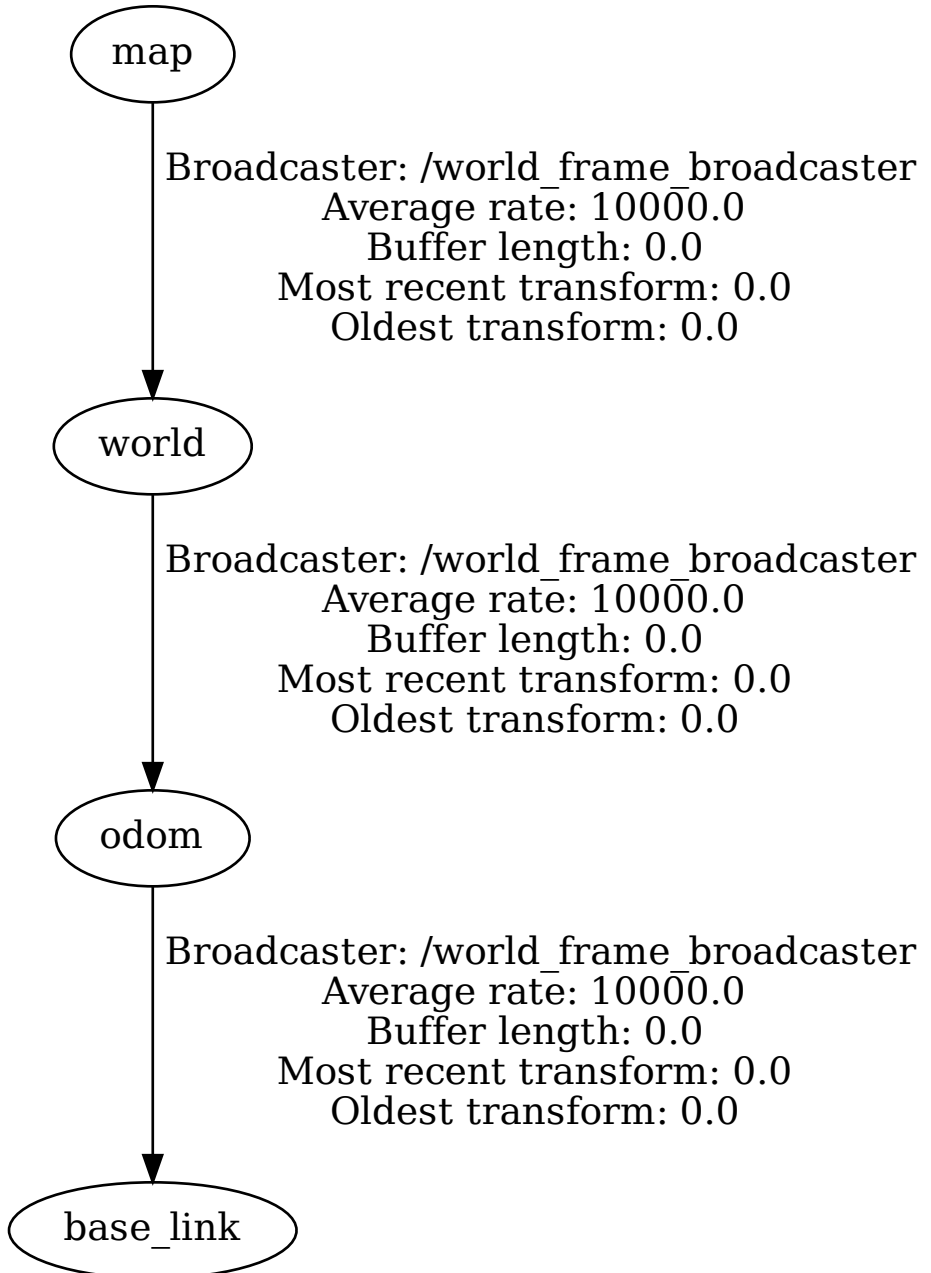 map
Broadcaster: /world_frame_broadcaster
Average rate: 10000.0
Buffer length: 0.0
Most recent transform: 0.0
Oldest transform: 0.0
world
Broadcaster: /world_frame_broadcaster
Average rate: 10000.0
Buffer length: 0.0
Most recent transform: 0.0
Oldest transform: 0.0
odom
Broadcaster: /world_frame_broadcaster
Average rate: 10000.0
Buffer length: 0.0
Most recent transform: 0.0
Oldest transform: 0.0
base_link